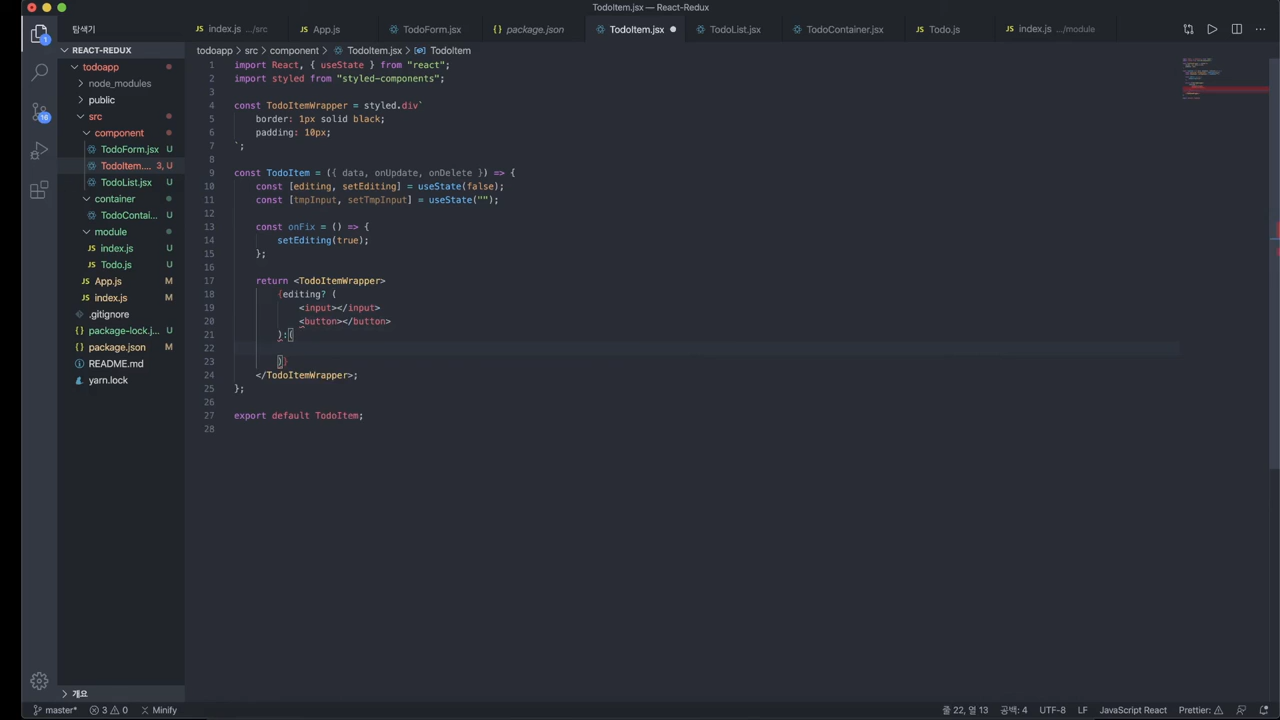 TodoItem.jsx — React-Redux
탐색기
index.js .../src
App.js
TodoForm.jsx
package.json
TodoItem.jsx
TodoList.jsx
TodoContainer.jsx
Todo.js
index.js .../module
REACT-REDUX
todoapp
node_modules
public
src
component
TodoForm.jsx U
TodoItem.... 3, U
TodoList.jsx U
container
TodoContai... U
module
index.js U
Todo.js U
App.js M
index.js M
.gitignore
package-lock.j... M
package.json M
README.md
yarn.lock
개요
1
16
todoapp > src > component > TodoItem.jsx > TodoItem
1 import React, { useState } from "react";
2 import styled from "styled-components";
3
4 const TodoItemWrapper = styled.div`
5 border: 1px solid black;
6 padding: 10px;
7 `;
8
9 const TodoItem = ({ data, onUpdate, onDelete }) => {
10 const [editing, setEditing] = useState(false);
11 const [tmpInput, setTmpInput] = useState("");
12
13 const onFix = () => {
14 setEditing(true);
15 };
16
17 return <TodoItemWrapper>
18 {editing? (
19 <input></input>
20 <button></button>
21 ):(
22
23 )}
24 </TodoItemWrapper>;
25 };
26
27 export default TodoItem;
28
master* 3 0 Minify
줄 22, 열 13 공백: 4 UTF-8 LF JavaScript React Prettier: